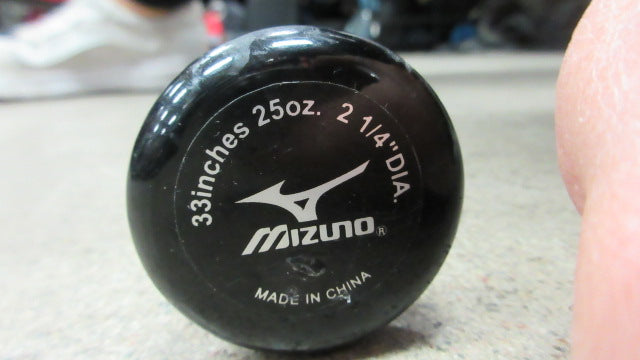 33inches 25oz. 2 1/4"DIA.
MIZUNO®
MADE IN CHINA